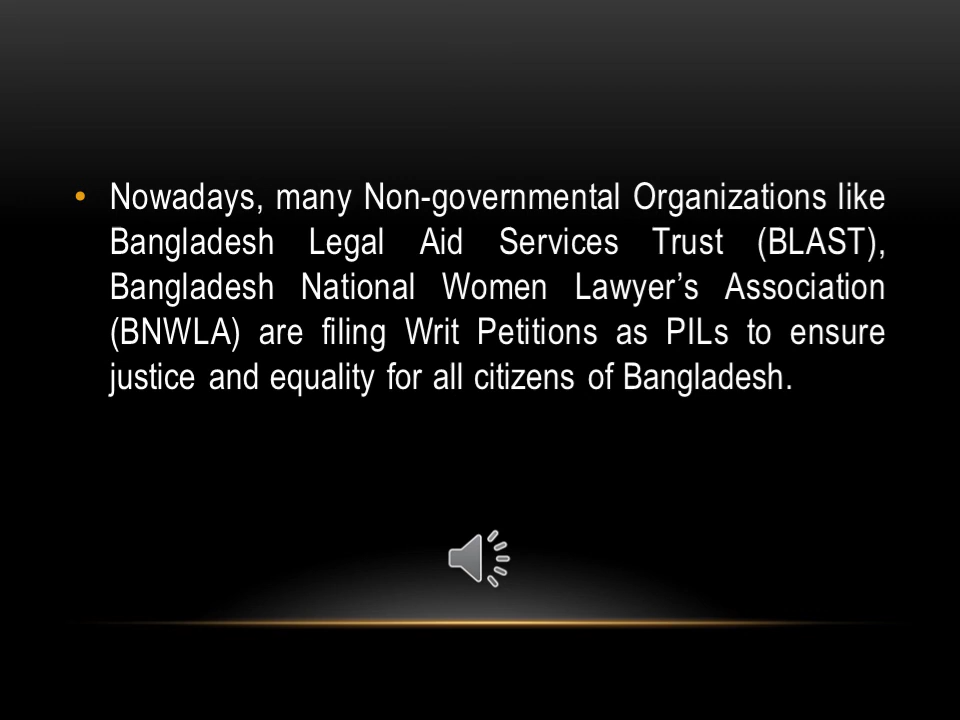 • Nowadays, many Non-governmental Organizations like
Bangladesh Legal Aid Services Trust (BLAST),
Bangladesh National Women Lawyer’s Association
(BNWLA) are filing Writ Petitions as PILs to ensure
justice and equality for all citizens of Bangladesh.